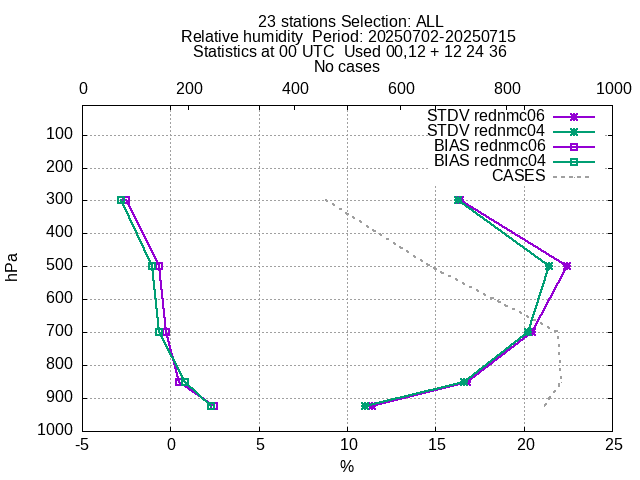 23 stations Selection: ALL
Relative humidity  Period: 20250702-20250715
Statistics at 00 UTC  Used 00,12 + 12 24 36
No cases
0 200 400 600 800 1000
STDV rednmc06
STDV rednmc04
BIAS rednmc06
BIAS rednmc04
CASES
100
200
300
400
500
600
700
800
900
1000
hPa
-5 0 5 10 15 20 25
%